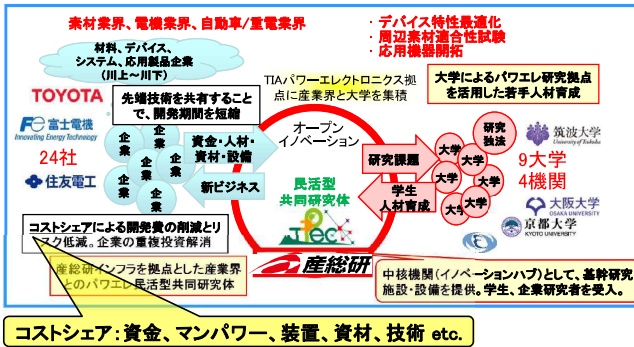 素材業界、電機業界、自動車/重電業界
・デバイス特性最適化
・周辺素材適合性試験
・応用機器開拓
材料、デバイス、
システム、応用製品企業
(川上～川下)
TOYOTA
先端技術を共有すること
で、開発期間を短縮
TIAパワーエレクトロニクス拠
点に産業界と大学を集積
大学によるパワエレ研究拠点
を活用した若手人材育成
Fe 富士電機
Innovating Energy Technology
24社
住友電工
企業
企業
企業
企業
企業
企業
企業
資金・人材・
資材・設備
新ビジネス
オープン
イノベーション
民活型
共同研究体
TPEC
産総研
研究課題
学生
人材育成
研究
独法
大学
大学
大学
大学
大学
大学
筑波大学
University of Tsukuba
9大学
4機関
大阪大学
OSAKA UNIVERSITY
京都大学
KYOTO UNIVERSITY
コストシェアによる開発費の削減とリ
スク低減。企業の重複投資解消
産総研インフラを拠点とした産業界
とのパワエレ民活型共同研究体
中核機関(イノベーションハブ)として、基幹研究
施設・設備を提供。学生、企業研究者を受入。
コストシェア：資金、マンパワー、装置、資材、技術 etc.